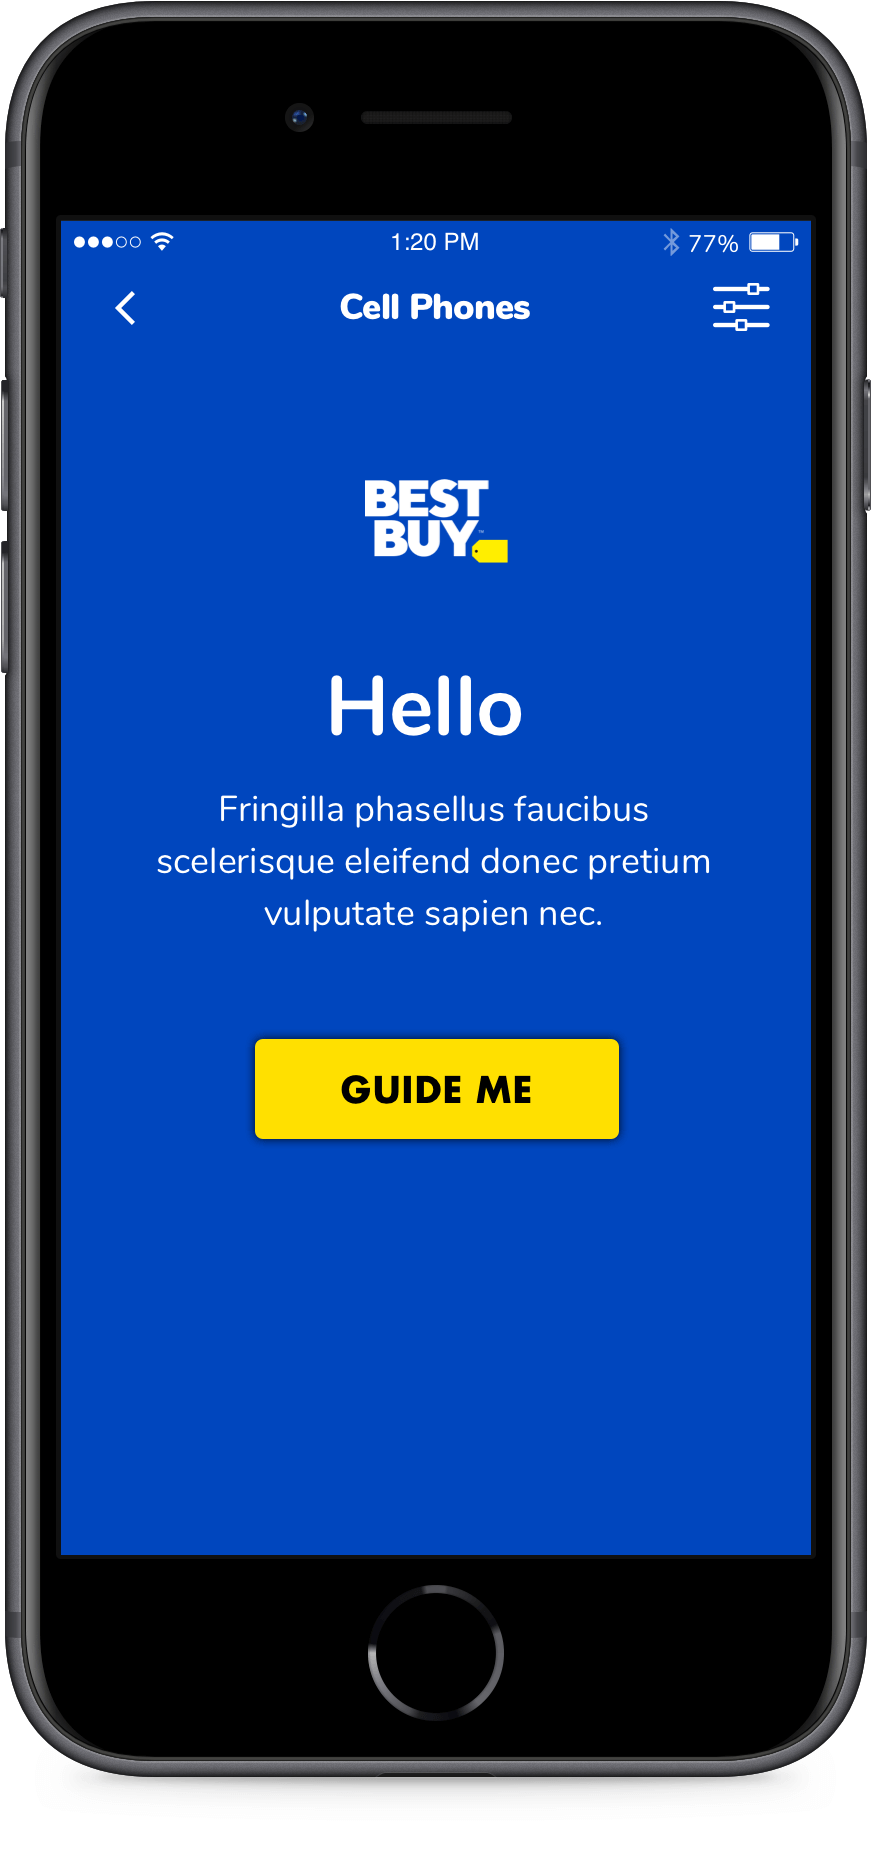 1:20 PM
77%
Cell Phones
BEST
BUY™
Hello
Fringilla phasellus faucibus
scelerisque eleifend donec pretium
vulputate sapien nec.
GUIDE ME